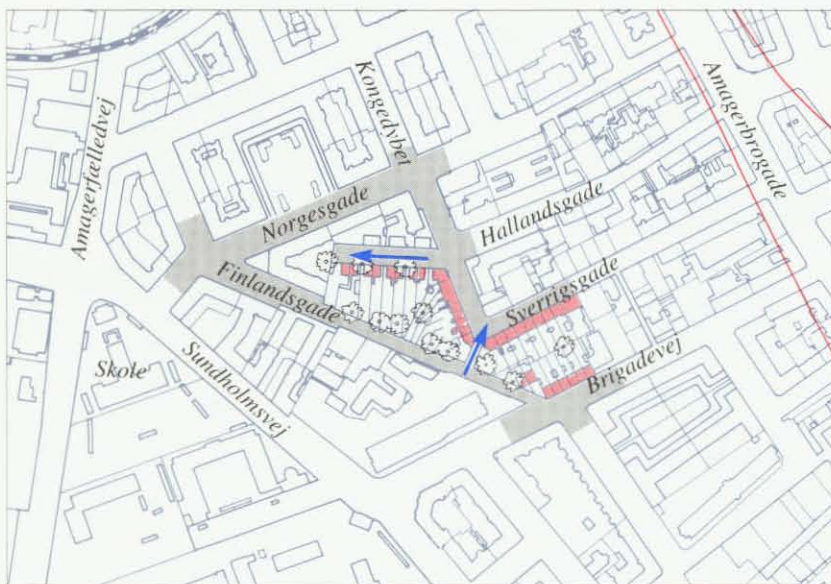 Amagerfælledvej
Kongedybet
Amagerbrogade
Norgesgade
Hallandsgade
Finlandsgade
Sverrigsgade
Skole
Sundholmsvej
Brigadevej